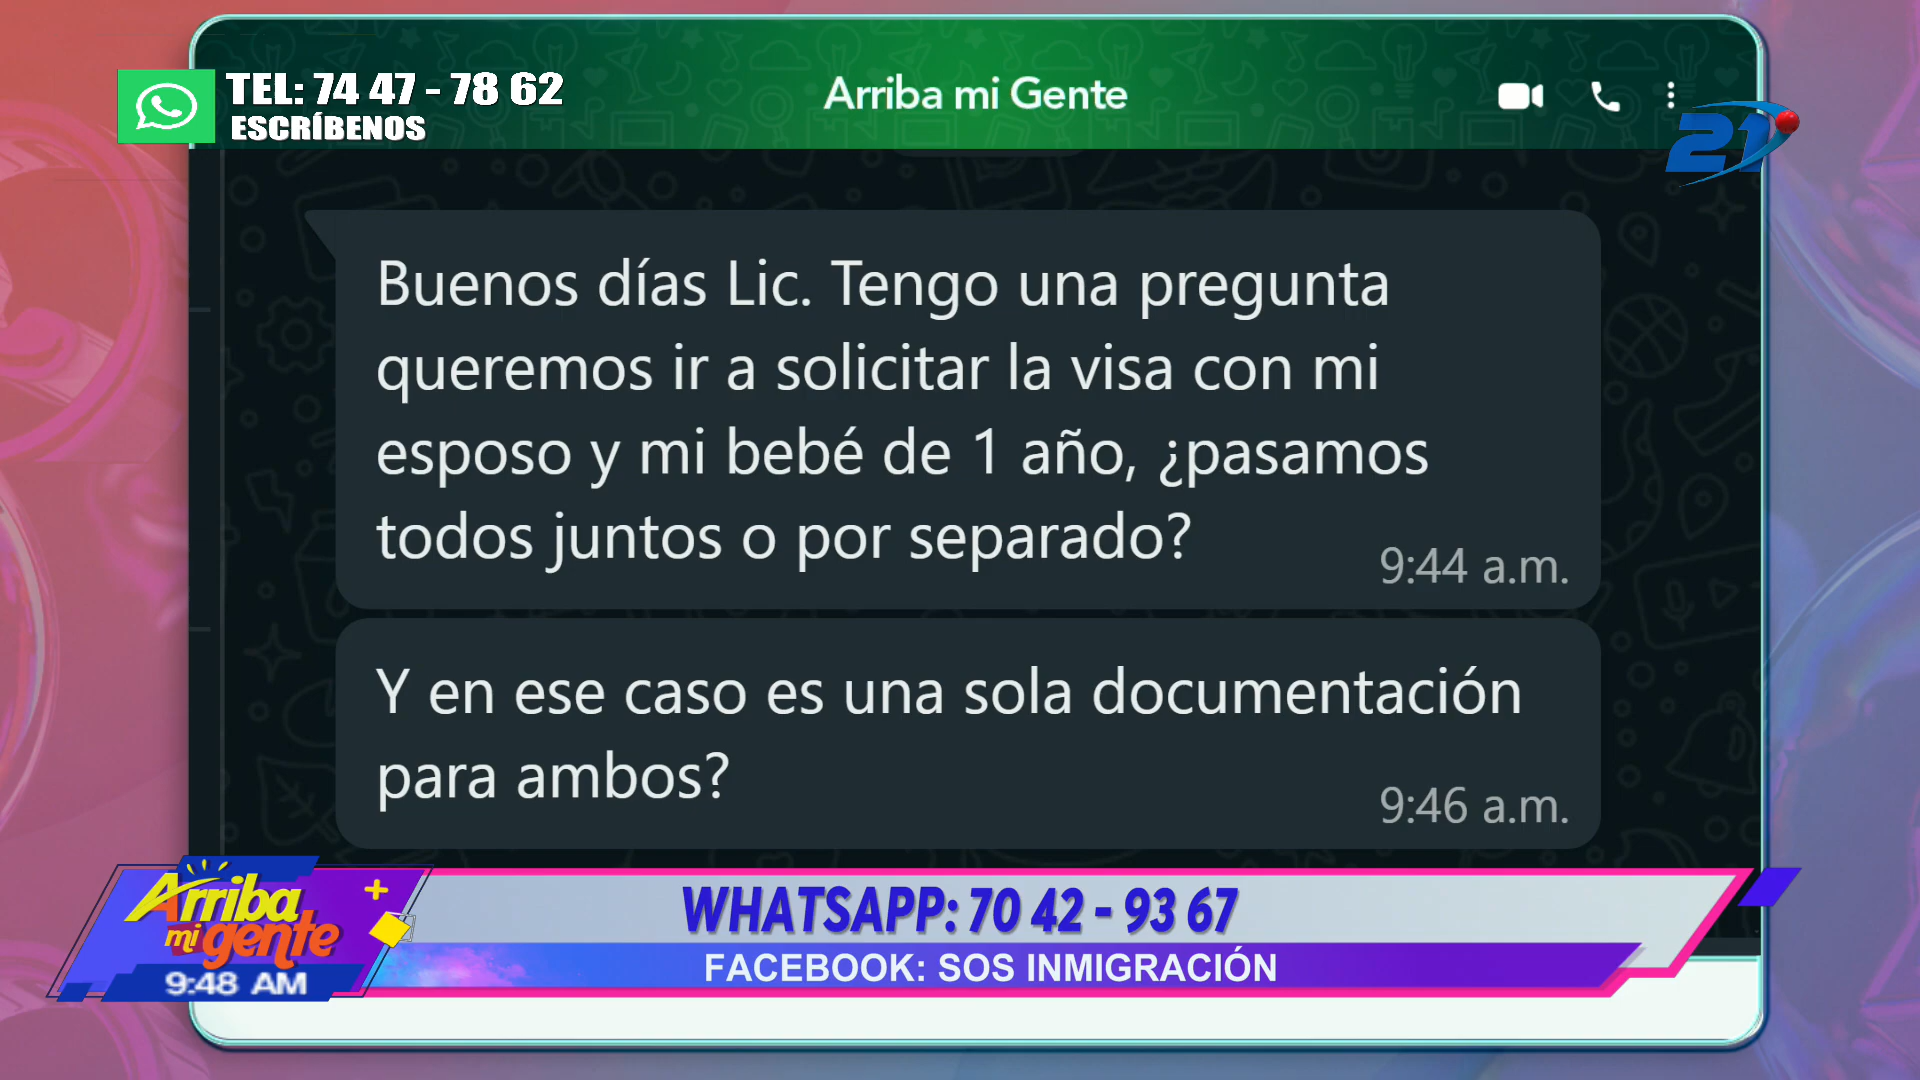 TEL: 74 47 - 78 62
ESCRÍBENOS
Arriba mi Gente
21
Buenos días Lic. Tengo una pregunta
queremos ir a solicitar la visa con mi
esposo y mi bebé de 1 año, ¿pasamos
todos juntos o por separado?
9:44 a.m.
Y en ese caso es una sola documentación
para ambos?
9:46 a.m.
Arriba
mi gente
9:48 AM
WHATSAPP: 70 42 - 93 67
FACEBOOK: SOS INMIGRACIÓN